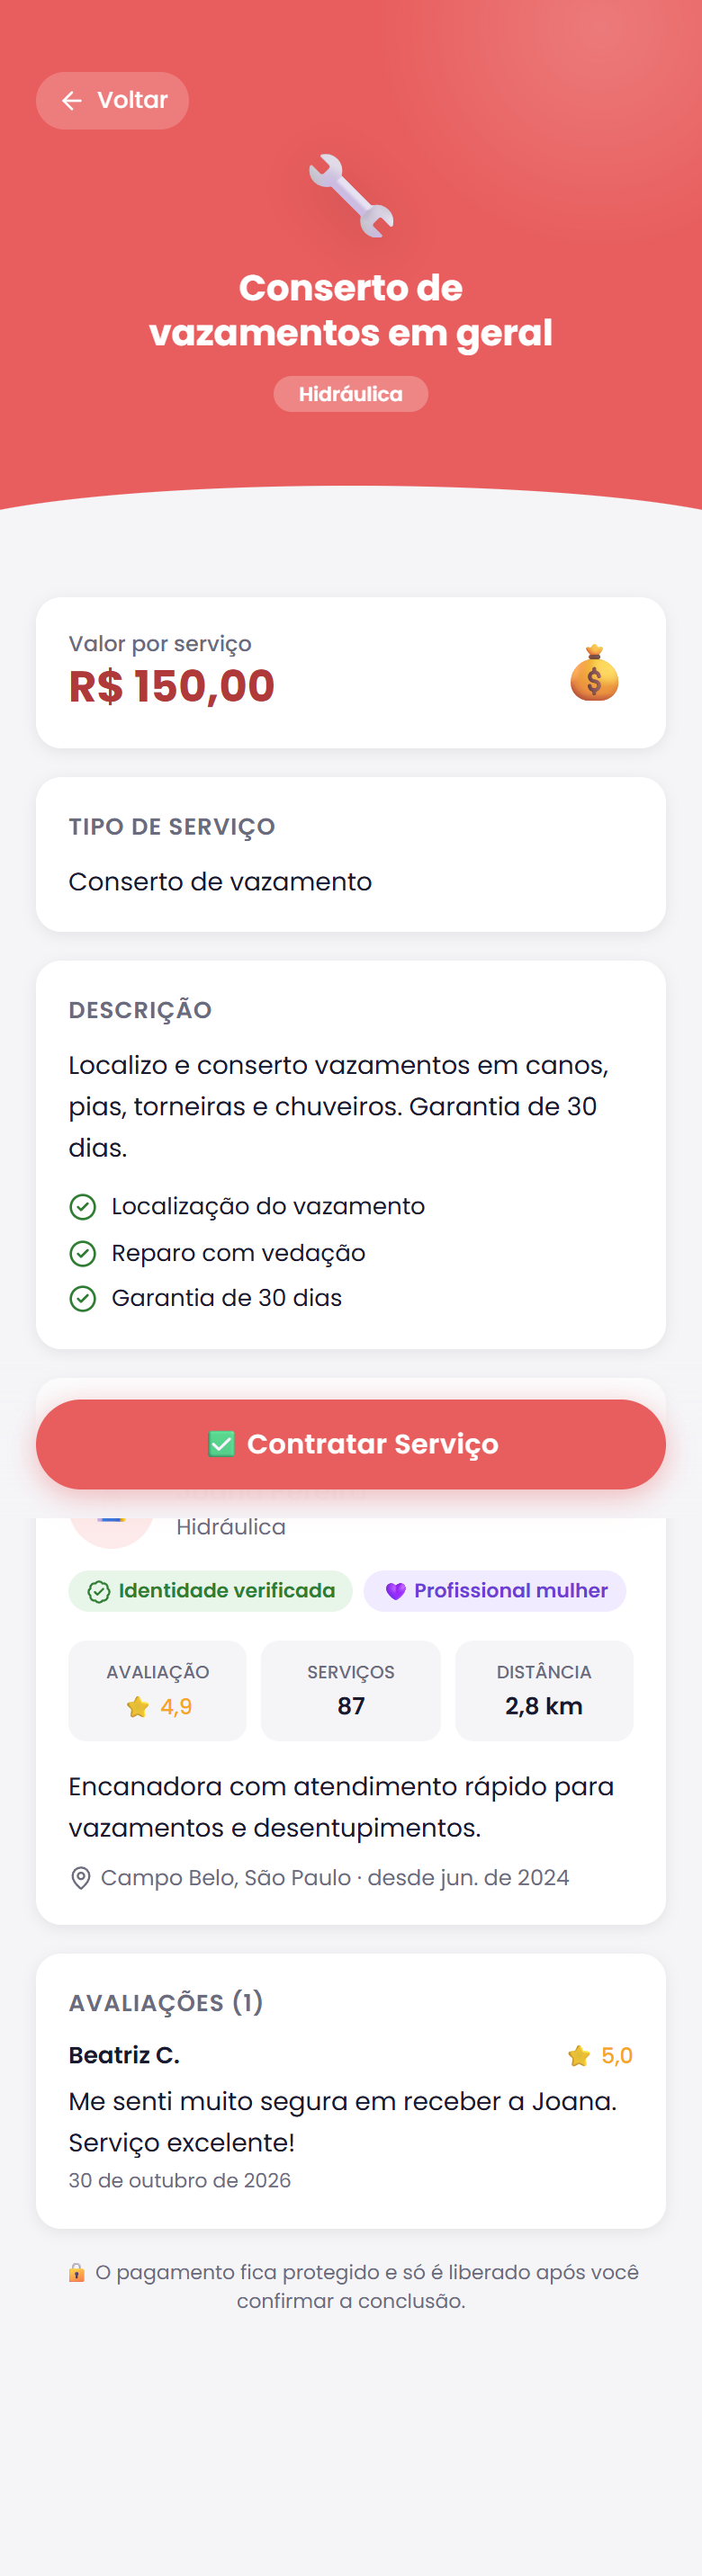 Voltar
Conserto de
vazamentos em geral
Hidráulica
Valor por serviço
R$ 150,00
TIPO DE SERVIÇO
Conserto de vazamento
DESCRIÇÃO
Localizo e conserto vazamentos em canos,
pias, torneiras e chuveiros. Garantia de 30
dias.
Localização do vazamento
Reparo com vedação
Garantia de 30 dias
Contratar Serviço
Hidráulica
Identidade verificada
Profissional mulher
AVALIAÇÃO
SERVIÇOS
DISTÂNCIA
4,9
87
2,8 km
Encanadora com atendimento rápido para
vazamentos e desentupimentos.
Campo Belo, São Paulo · desde jun. de 2024
AVALIAÇÕES (1)
Beatriz C.
5,0
Me senti muito segura em receber a Joana.
Serviço excelente!
30 de outubro de 2026
O pagamento fica protegido e só é liberado após você
confirmar a conclusão.